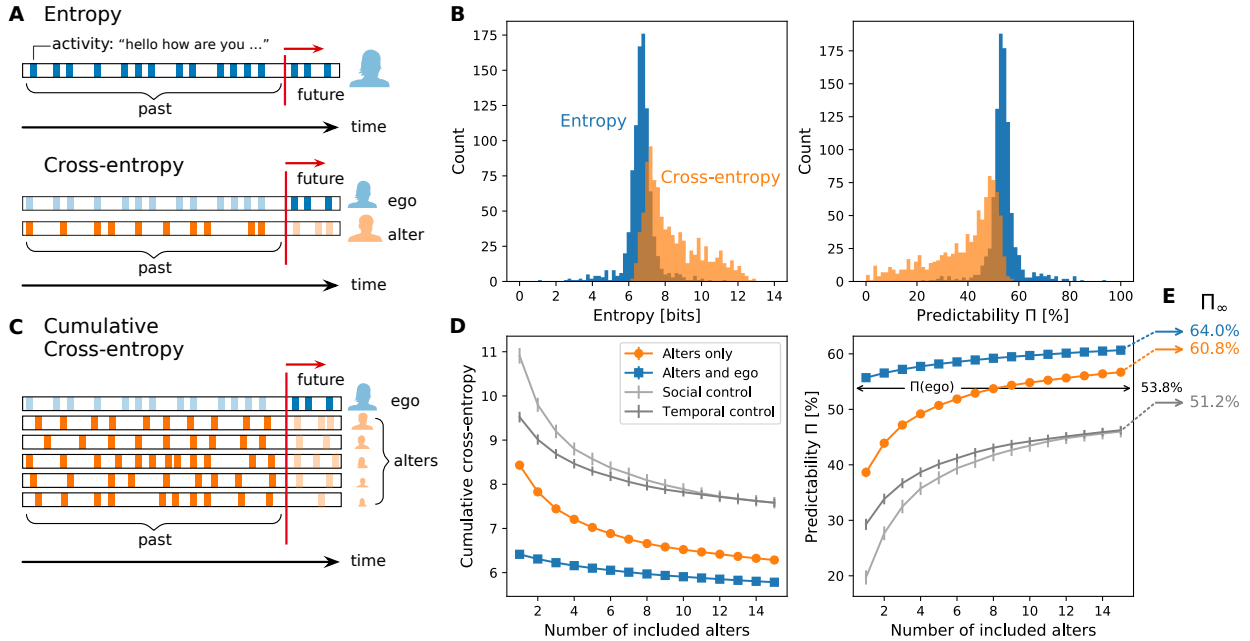 A
Entropy
activity: “hello how are you ...”
past
future
time
Cross-entropy
future
ego
alter
past
time
B
Count
175
150
125
100
75
50
25
0
Entropy
Cross-entropy
0 2 4 6 8 10 12 14
Entropy [bits]
Count
175
150
125
100
75
50
25
0
0 20 40 60 80 100
Predictability Π [%]
C
Cumulative
Cross-entropy
future
ego
alters
past
time
D
Cumulative cross-entropy
11
10
9
8
7
6
Alters only
Alters and ego
Social control
Temporal control
2 4 6 8 10 12 14
Number of included alters
Predictability Π [%]
60
50
40
30
20
Π(ego)
53.8%
2 4 6 8 10 12 14
Number of included alters
E
Π∞
64.0%
60.8%
51.2%